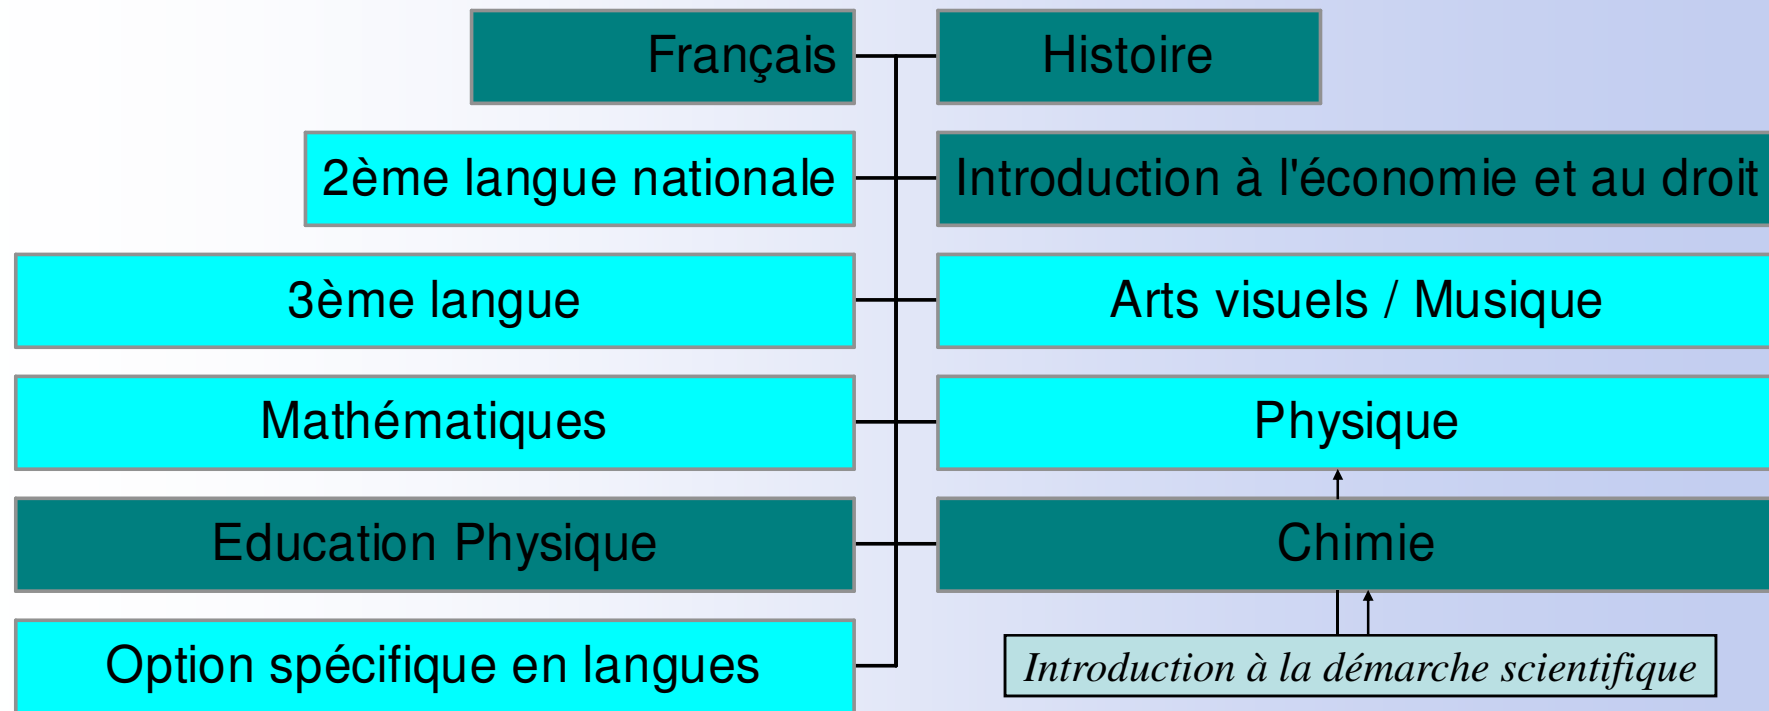 Français
Histoire
2ème langue nationale
Introduction à l'économie et au droit
3ème langue
Arts visuels / Musique
Mathématiques
Physique
Education Physique
Chimie
Option spécifique en langues
Introduction à la démarche scientifique